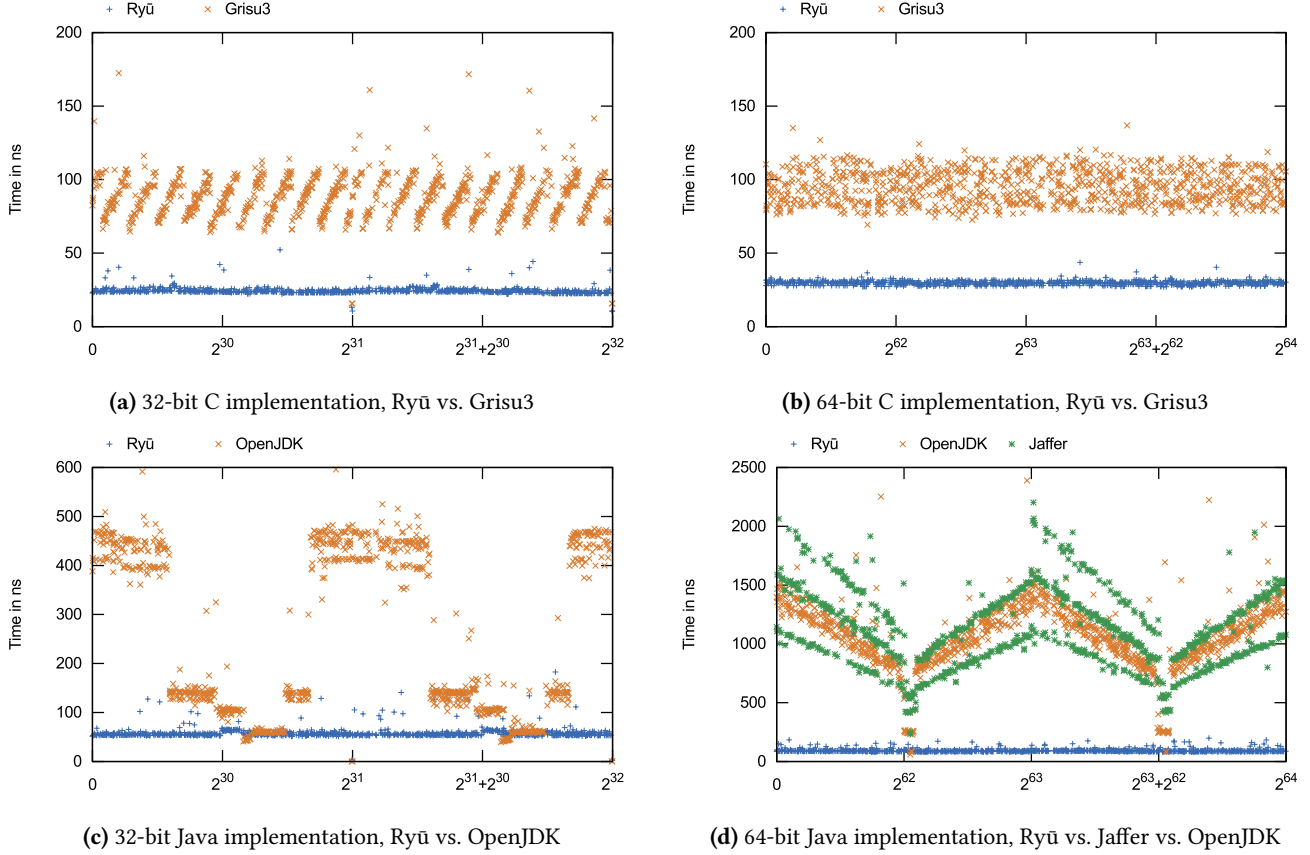 Ryū Grisu3
200
150
100
50
0
Time in ns
0 2^30 2^31 2^31+2^30 2^32
(a) 32-bit C implementation, Ryū vs. Grisu3
Ryū Grisu3
200
150
100
50
0
Time in ns
0 2^62 2^63 2^63+2^62 2^64
(b) 64-bit C implementation, Ryū vs. Grisu3
Ryū OpenJDK
600
500
400
300
200
100
0
Time in ns
0 2^30 2^31 2^31+2^30 2^32
(c) 32-bit Java implementation, Ryū vs. OpenJDK
Ryū OpenJDK Jaffer
2500
2000
1500
1000
500
0
Time in ns
0 2^62 2^63 2^63+2^62 2^64
(d) 64-bit Java implementation, Ryū vs. Jaffer vs. OpenJDK